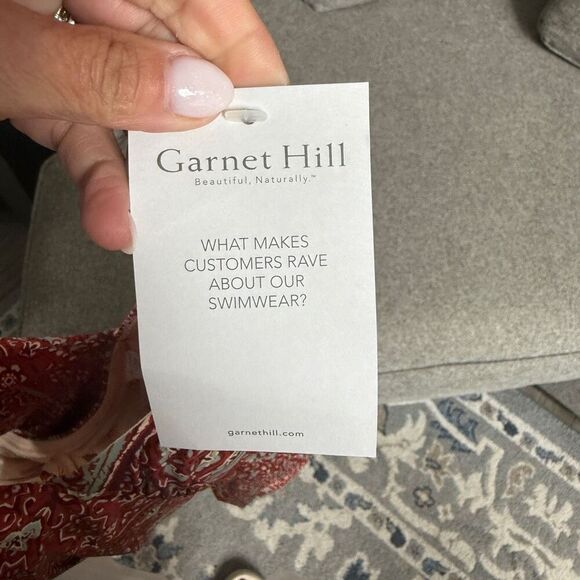 Garnet Hill
Beautiful, Naturally.™
WHAT MAKES
CUSTOMERS RAVE
ABOUT OUR
SWIMWEAR?
garnethill.com